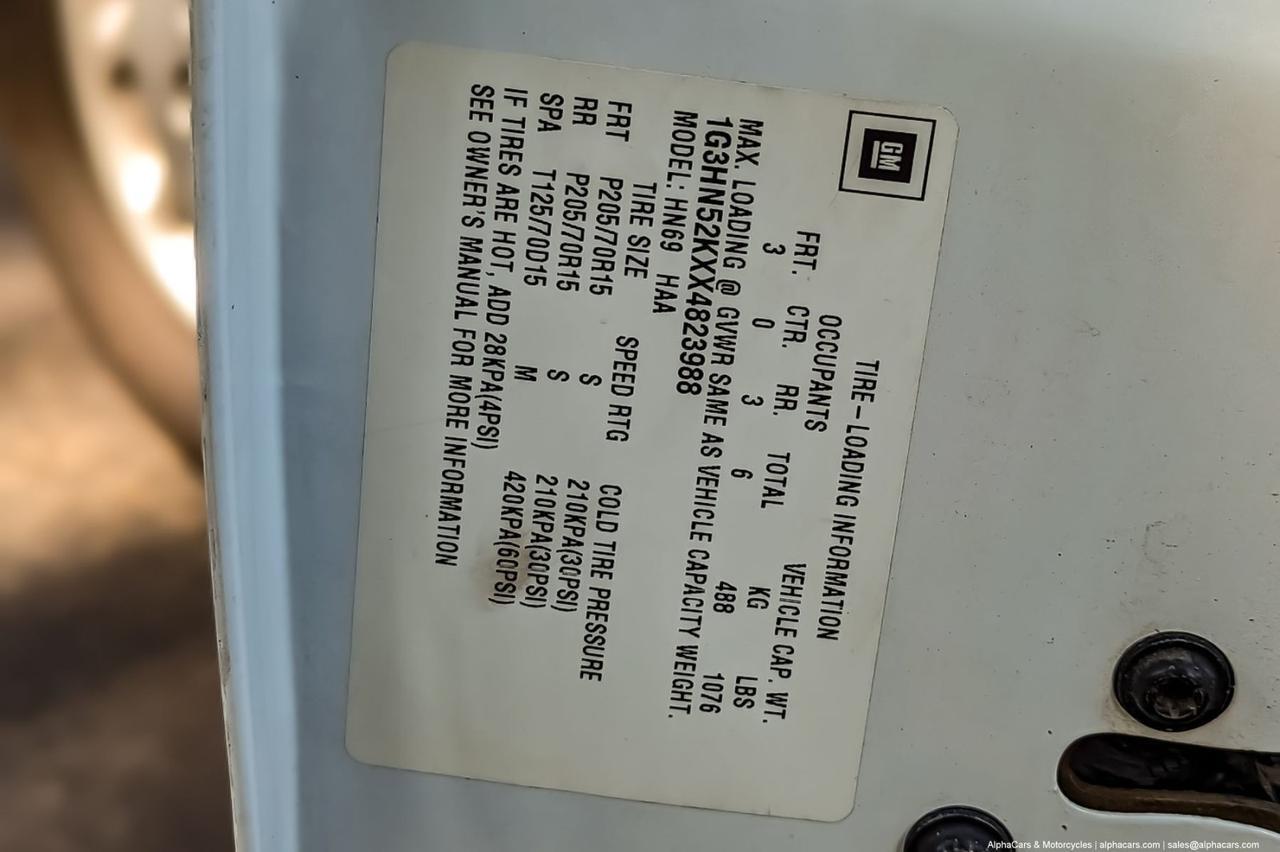 GM
TIRE-LOADING INFORMATION
OCCUPANTS VEHICLE CAP. WT.
FRT. CTR. RR. TOTAL KG LBS
3 0 3 6 488 1076
MAX. LOADING @ GVWR SAME AS VEHICLE CAPACITY WEIGHT.
1G3HN52KXX4823988
MODEL: HN69 HAA
TIRE SIZE SPEED RTG COLD TIRE PRESSURE
FRT P205/70R15 S 210KPA(30PSI)
RR P205/70R15 S 210KPA(30PSI)
SPA T125/70D15 M 420KPA(60PSI)
IF TIRES ARE HOT, ADD 28KPA(4PSI)
SEE OWNER'S MANUAL FOR MORE INFORMATION
AlphaCars & Motorcycles | alphacars.com | sales@alphacars.com